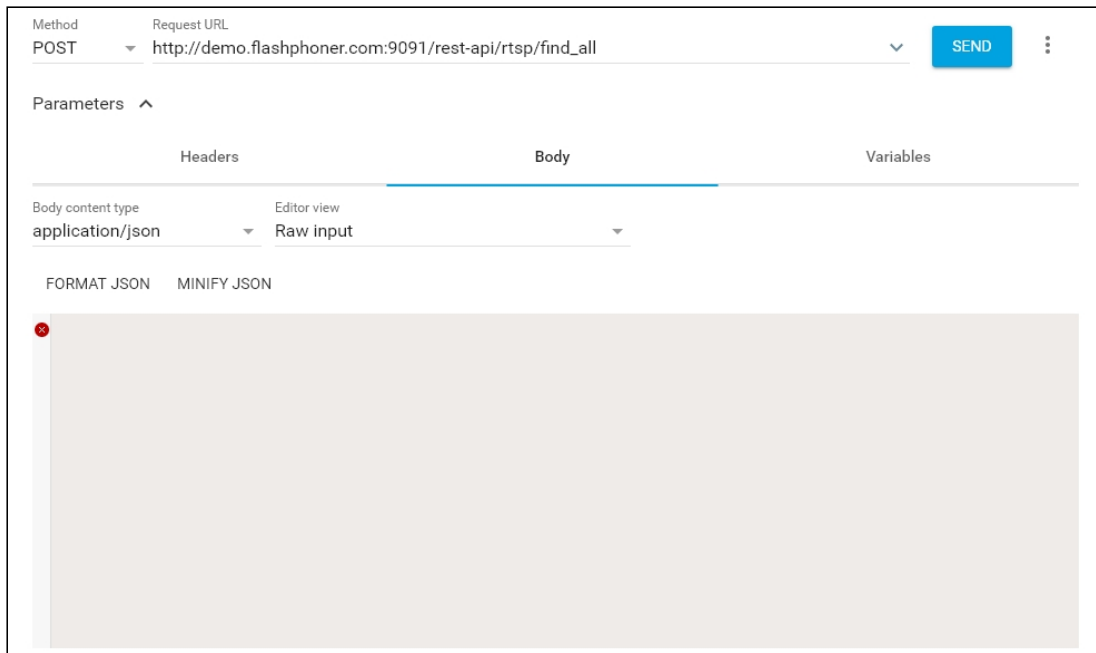 Method Request URL
POST http://demo.flashphoner.com:9091/rest-api/rtsp/find_all SEND
Parameters
Headers Body Variables
Body content type Editor view
application/json Raw input
FORMAT JSON MINIFY JSON